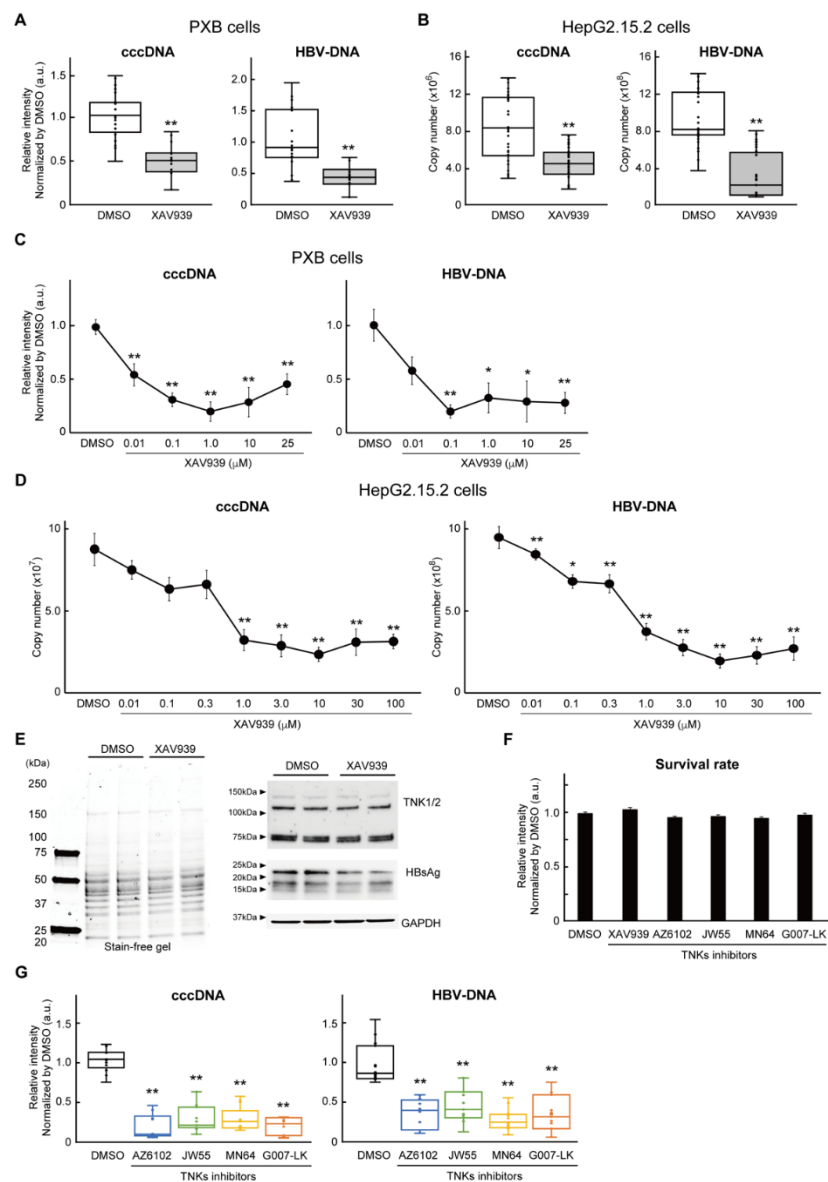 A
PXB cells
cccDNA
HBV-DNA
Relative intensity
Normalized by DMSO (a.u.)
1.5
1.0
0.5
0
**
DMSO
XAV939
2.0
1.5
1.0
0.5
0
**
DMSO
XAV939
B
HepG2.15.2 cells
cccDNA
HBV-DNA
Copy number (x10⁶)
16
12
8.0
4.0
0
**
DMSO
XAV939
Copy number (x10⁸)
16
12
8.0
4.0
0
**
DMSO
XAV939
C
PXB cells
cccDNA
HBV-DNA
Relative intensity
Normalized by DMSO (a.u.)
1.0
0.5
0
** ** ** ** **
DMSO 0.01 0.1 1.0 10 25
XAV939 (μM)
1.0
0.5
0
** * * **
DMSO 0.01 0.1 1.0 10 25
XAV939 (μM)
D
HepG2.15.2 cells
cccDNA
HBV-DNA
Copy number (x10⁷)
10
5.0
0
** ** ** ** **
DMSO 0.01 0.1 0.3 1.0 3.0 10 30 100
XAV939 (μM)
Copy number (x10⁸)
10
5.0
0
** * ** ** ** ** ** **
DMSO 0.01 0.1 0.3 1.0 3.0 10 30 100
XAV939 (μM)
E
(kDa)
DMSO XAV939
250
150
100
75
50
37
25
20
Stain-free gel
DMSO XAV939
150kDa
100kDa
75kDa
TNK1/2
25kDa
20kDa
15kDa
HBsAg
37kDa
GAPDH
F
Survival rate
Relative intensity
Normalized by DMSO (a.u.)
1.0
0.5
0
DMSO XAV939 AZ6102 JW55 MN64 G007-LK
TNKs inhibitors
G
cccDNA
HBV-DNA
Relative intensity
Normalized by DMSO (a.u.)
1.5
1.0
0.5
0
** ** ** **
DMSO AZ6102 JW55 MN64 G007-LK
TNKs inhibitors
1.5
1.0
0.5
0
** ** ** **
DMSO AZ6102 JW55 MN64 G007-LK
TNKs inhibitors